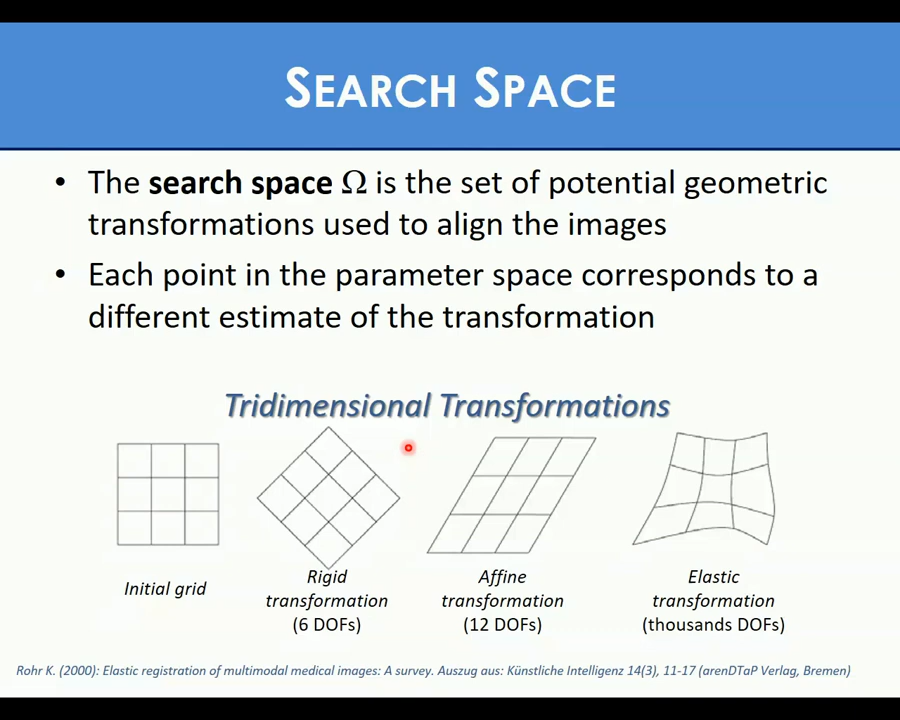 SEARCH SPACE
• The search space Ω is the set of potential geometric
transformations used to align the images
• Each point in the parameter space corresponds to a
different estimate of the transformation
Tridimensional Transformations
Initial grid
Rigid
transformation
(6 DOFs)
Affine
transformation
(12 DOFs)
Elastic
transformation
(thousands DOFs)
Rohr K. (2000): Elastic registration of multimodal medical images: A survey. Auszug aus: Künstliche Intelligenz 14(3), 11-17 (arenDTaP Verlag, Bremen)